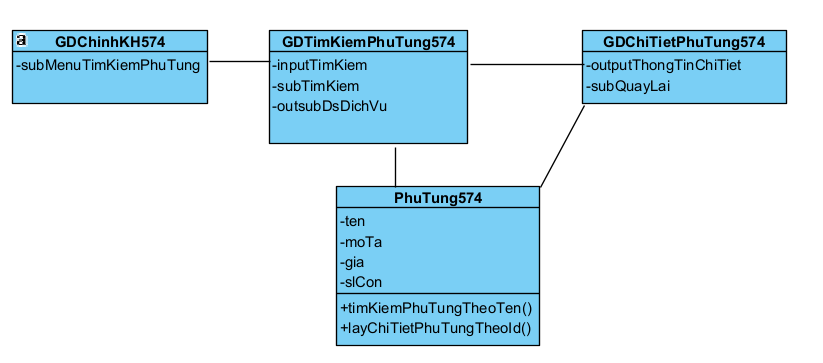 a
GDChinhKH574
-subMenuTimKiemPhuTung
GDTimKiemPhuTung574
-inputTimKiem
-subTimKiem
-outsubDsDichVu
GDChiTietPhuTung574
-outputThongTinChiTiet
-subQuayLai
PhuTung574
-ten
-moTa
-gia
-slCon
+timKiemPhuTungTheoTen()
+layChiTietPhuTungTheoId()